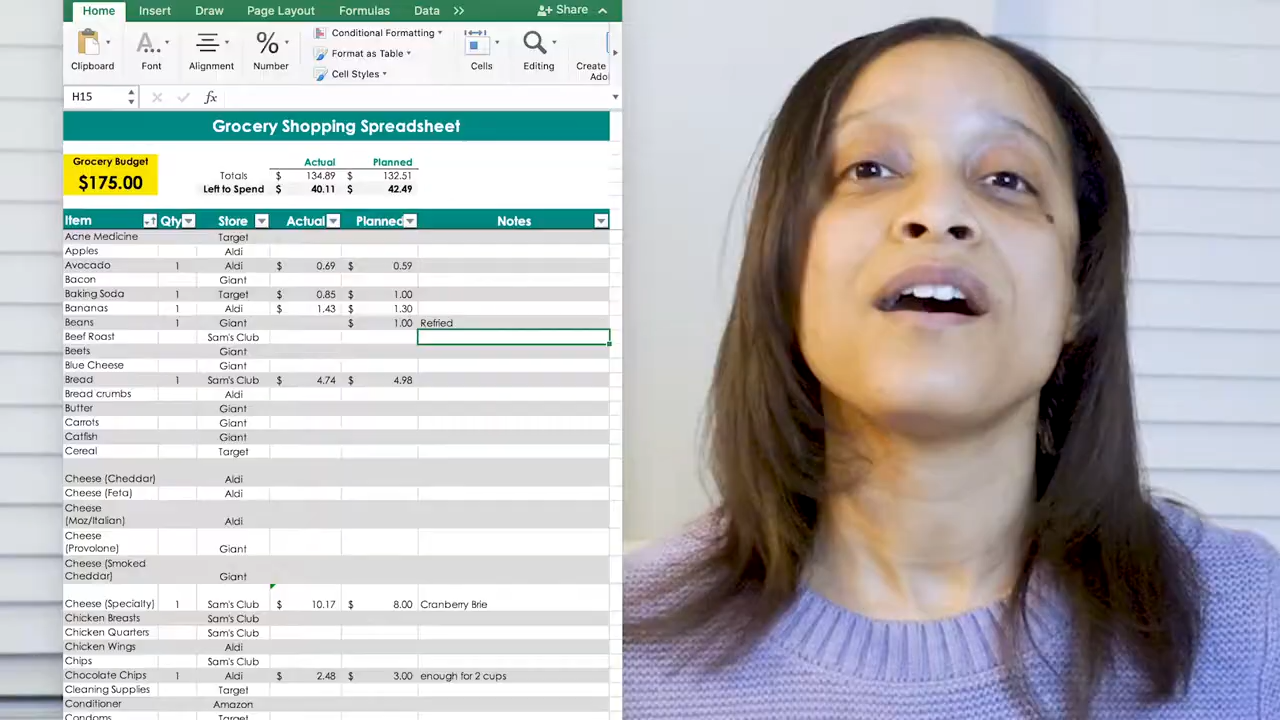 Home Insert Draw Page Layout Formulas Data >> Share
Clipboard Font Alignment Number Conditional Formatting Format as Table Cell Styles Cells Editing Create Ado
H15 fx
Grocery Shopping Spreadsheet
Grocery Budget Actual Planned
$175.00 Totals $ 134.89 $ 132.51
Left to Spend $ 40.11 $ 42.49
Item Qty Store Actual Planned Notes
Acne Medicine Target
Apples Aldi
Avocado 1 Aldi $ 0.69 $ 0.59
Bacon Giant
Baking Soda 1 Target $ 0.85 $ 1.00
Bananas 1 Aldi $ 1.43 $ 1.30
Beans 1 Giant $ 1.00 Refried
Beef Roast Sam's Club
Beets Giant
Blue Cheese Giant
Bread 1 Sam's Club $ 4.74 $ 4.98
Bread crumbs Aldi
Butter Giant
Carrots Giant
Catfish Giant
Cereal Target
Cheese (Cheddar) Aldi
Cheese (Feta) Aldi
Cheese
(Moz/Italian) Aldi
Cheese
(Provolone) Giant
Cheese (Smoked
Cheddar) Giant
Cheese (Specialty) 1 Sam's Club $ 10.17 $ 8.00 Cranberry Brie
Chicken Breasts Sam's Club
Chicken Quarters Sam's Club
Chicken Wings Aldi
Chips Sam's Club
Chocolate Chips 1 Aldi $ 2.48 $ 3.00 enough for 2 cups
Cleaning Supplies Target
Conditioner Amazon
Condoms Target